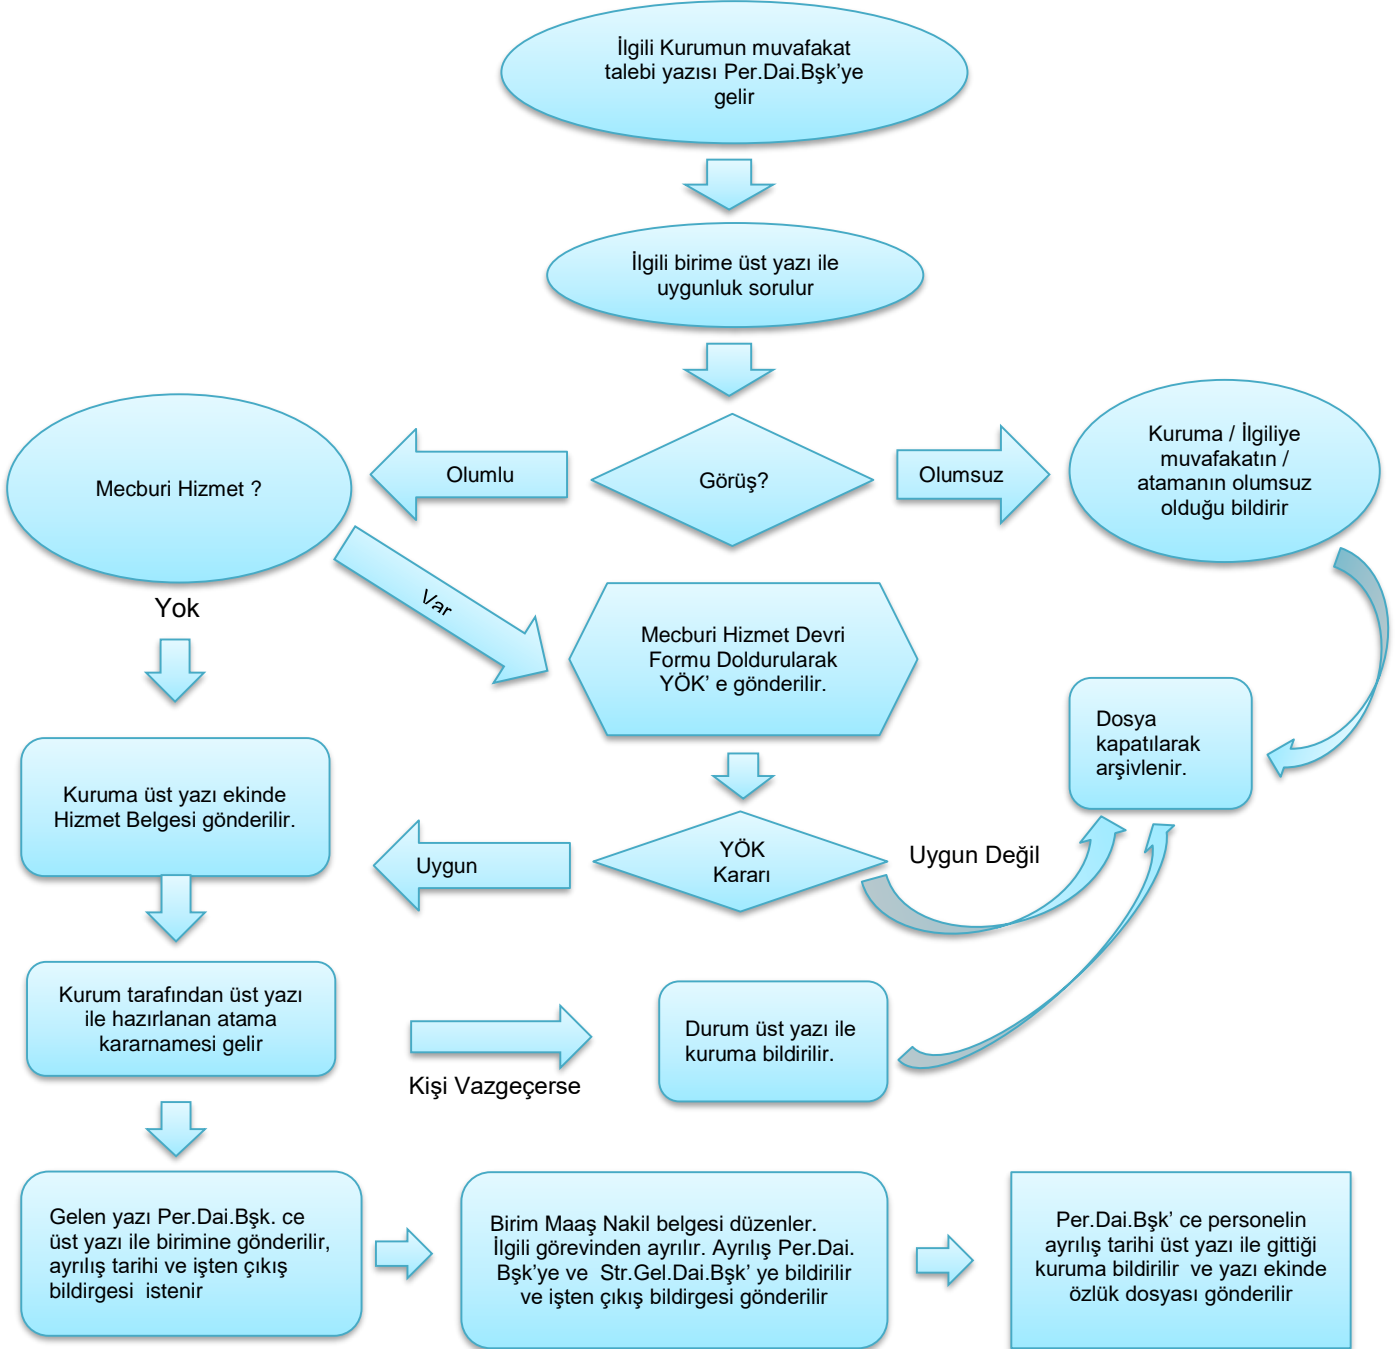 İlgili Kurumun muvafakat
talebi yazısı Per.Dai.Bşk'ye
gelir
İlgili birime üst yazı ile
uygunluk sorulur
Görüş?
Olumlu
Olumsuz
Mecburi Hizmet ?
Kuruma / İlgiliye
muvafakatın /
atamanın olumsuz
olduğu bildirir
Var
Yok
Mecburi Hizmet Devri
Formu Doldurularak
YÖK' e gönderilir.
Dosya
kapatılarak
arşivlenir.
Kuruma üst yazı ekinde
Hizmet Belgesi gönderilir.
Uygun
YÖK
Kararı
Uygun Değil
Kurum tarafından üst yazı
ile hazırlanan atama
kararnamesi gelir
Kişi Vazgeçerse
Durum üst yazı ile
kuruma bildirilir.
Gelen yazı Per.Dai.Bşk. ce
üst yazı ile birimine gönderilir,
ayrılış tarihi ve işten çıkış
bildirgesi  istenir
Birim Maaş Nakil belgesi düzenler.
İlgili görevinden ayrılır. Ayrılış Per.Dai.
Bşk'ye ve  Str.Gel.Dai.Bşk' ye bildirilir
ve işten çıkış bildirgesi gönderilir
Per.Dai.Bşk' ce personelin
ayrılış tarihi üst yazı ile gittiği
kuruma bildirilir  ve yazı ekinde
özlük dosyası gönderilir